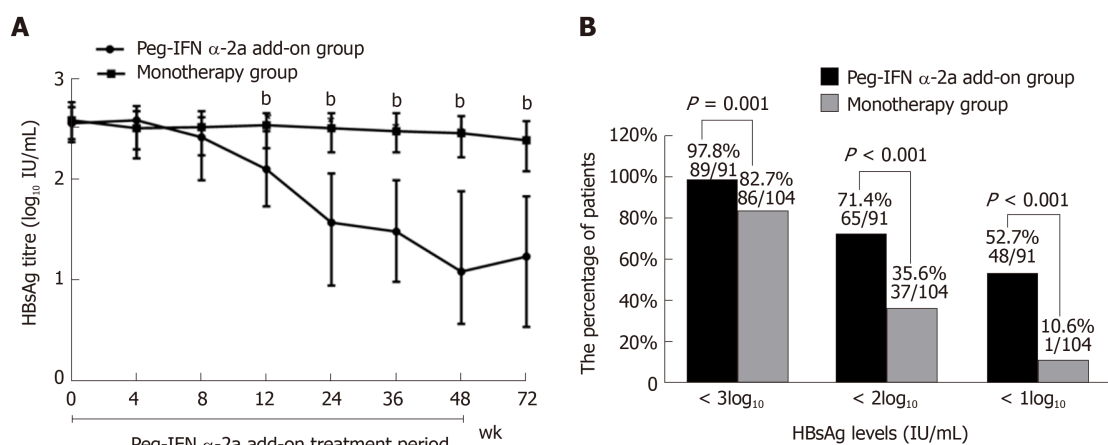 A
Peg-IFN α-2a add-on group
Monotherapy group
HBsAg titre (log10 IU/mL)
3
2
1
0
b b b b b
0 4 8 12 24 36 48 72
wk
Peg-IFN α-2a add-on treatment period
B
Peg-IFN α-2a add-on group
Monotherapy group
The percentage of patients
120%
100%
80%
60%
40%
20%
0
P = 0.001
97.8%
89/91
82.7%
86/104
P < 0.001
71.4%
65/91
35.6%
37/104
P < 0.001
52.7%
48/91
10.6%
1/104
< 3log10 < 2log10 < 1log10
HBsAg levels (IU/mL)